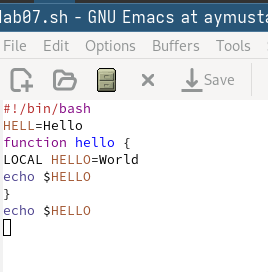 lab07.sh - GNU Emacs at aymusta
File Edit Options Buffers Tools
Save
#!/bin/bash
HELL=Hello
function hello {
LOCAL HELLO=World
echo $HELLO
}
echo $HELLO